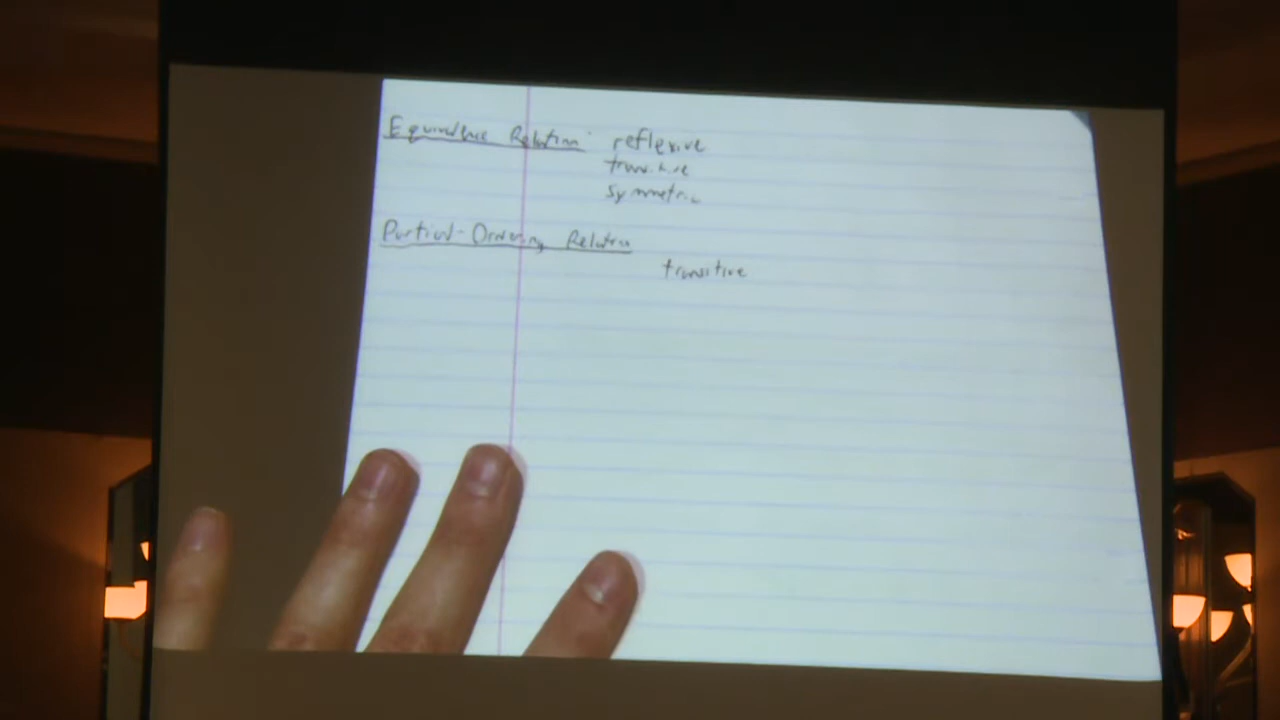 Equivalence Relation: reflexive
transitive
symmetric
Partial-Ordering Relation
transitive